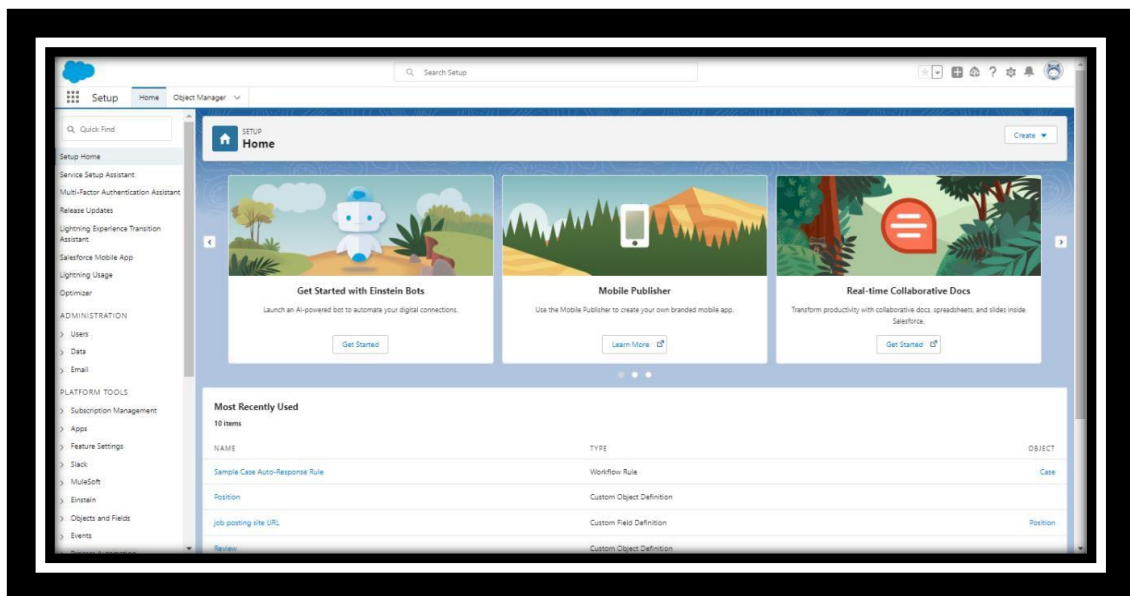 Search Setup
Setup
Home
Object Manager
Quick Find
Setup Home
Service Setup Assistant
Multi-Factor Authentication Assistant
Release Updates
Lightning Experience Transition
Assistant
Salesforce Mobile App
Lightning Usage
Optimizer
ADMINISTRATION
Users
Data
Email
PLATFORM TOOLS
Subscription Management
Apps
Feature Settings
Slack
MuleSoft
Einstein
Objects and Fields
Events
Process Automation
SETUP
Home
Create
Get Started with Einstein Bots
Launch an AI-powered bot to automate your digital connections.
Get Started
Mobile Publisher
Use the Mobile Publisher to create your own branded mobile app.
Learn More
Real-time Collaborative Docs
Transform productivity with collaborative docs, spreadsheets, and slides inside
Salesforce.
Get Started
Most Recently Used
10 items
NAME TYPE OBJECT
Sample Case Auto-Response Rule Workflow Rule Case
Position Custom Object Definition
job posting site URL Custom Field Definition Position
Review Custom Object Definition